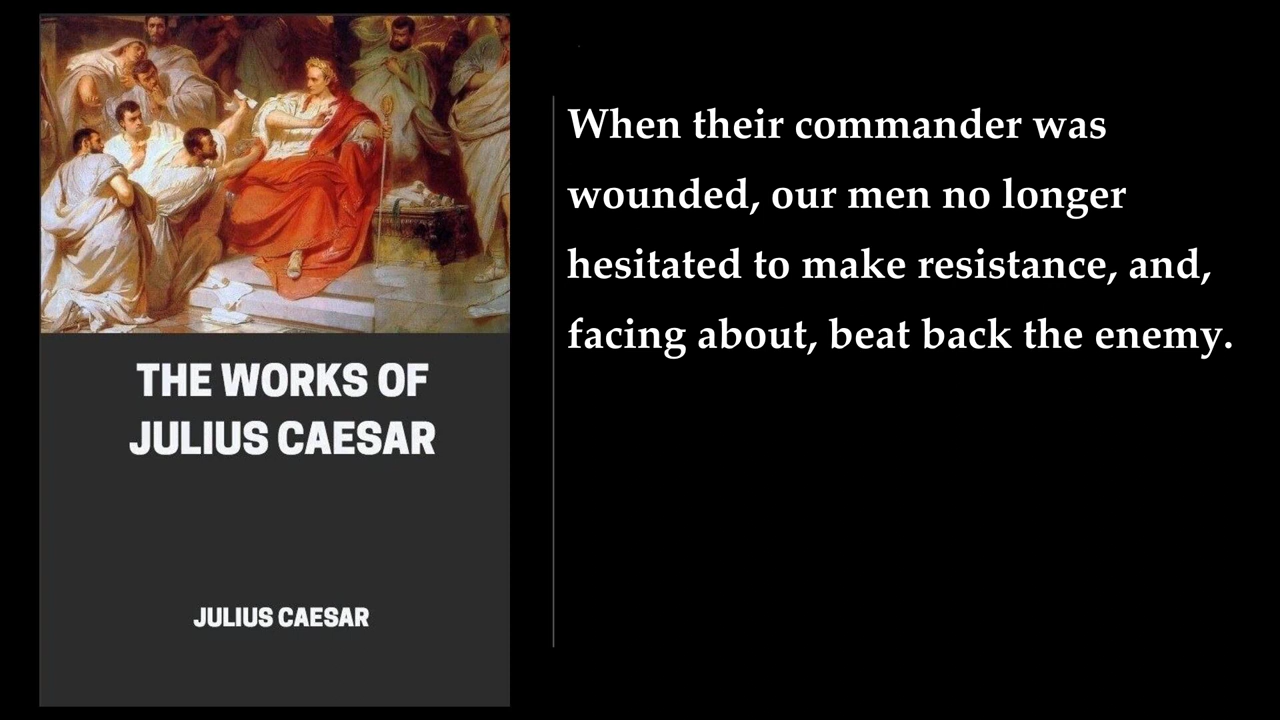 THE WORKS OF
JULIUS CAESAR
JULIUS CAESAR
When their commander was
wounded, our men no longer
hesitated to make resistance, and,
facing about, beat back the enemy.